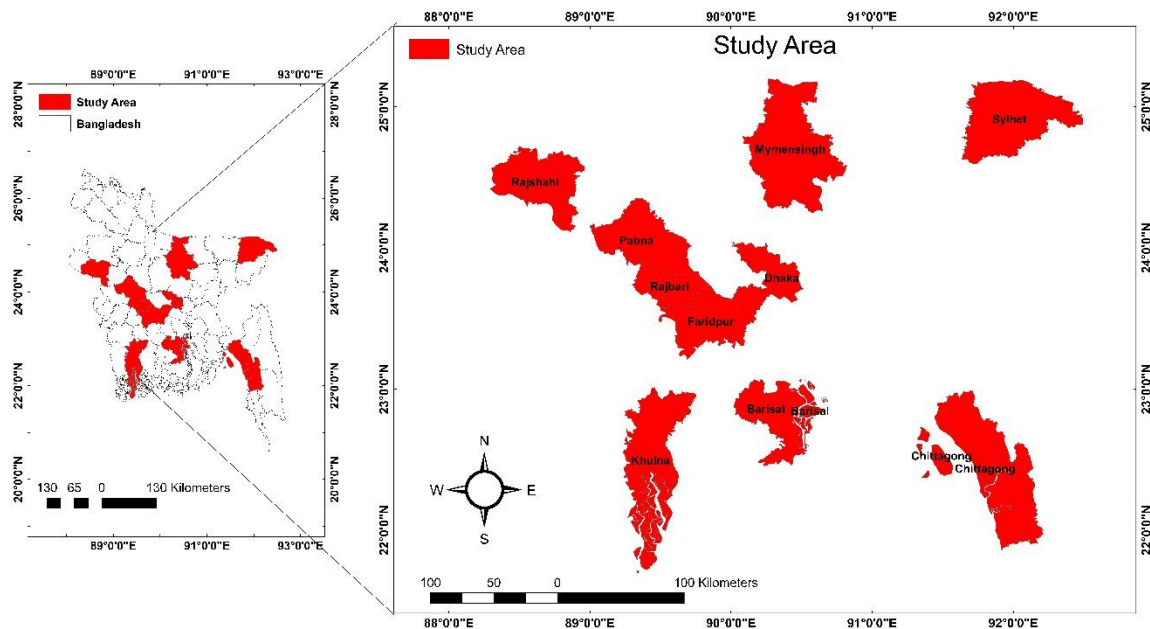 89°0'0"E 91°0'0"E 93°0'0"E
28°0'0"N
26°0'0"N
24°0'0"N
22°0'0"N
20°0'0"N
Study Area
Bangladesh
130 65 0 130 Kilometers
28°0'0"N
26°0'0"N
24°0'0"N
22°0'0"N
20°0'0"N
89°0'0"E 91°0'0"E 93°0'0"E
88°0'0"E 89°0'0"E 90°0'0"E 91°0'0"E 92°0'0"E
Study Area
Study Area
25°0'0"N
24°0'0"N
23°0'0"N
22°0'0"N
Sylhet
Mymensingh
Rajshahi
Pabna
Dhaka
Rajbari
Faridpur
Barisal Barisal
Khulna
Chittagong
Chittagong
N
W E
S
100 50 0 100 Kilometers
25°0'0"N
24°0'0"N
23°0'0"N
22°0'0"N
88°0'0"E 89°0'0"E 90°0'0"E 91°0'0"E 92°0'0"E